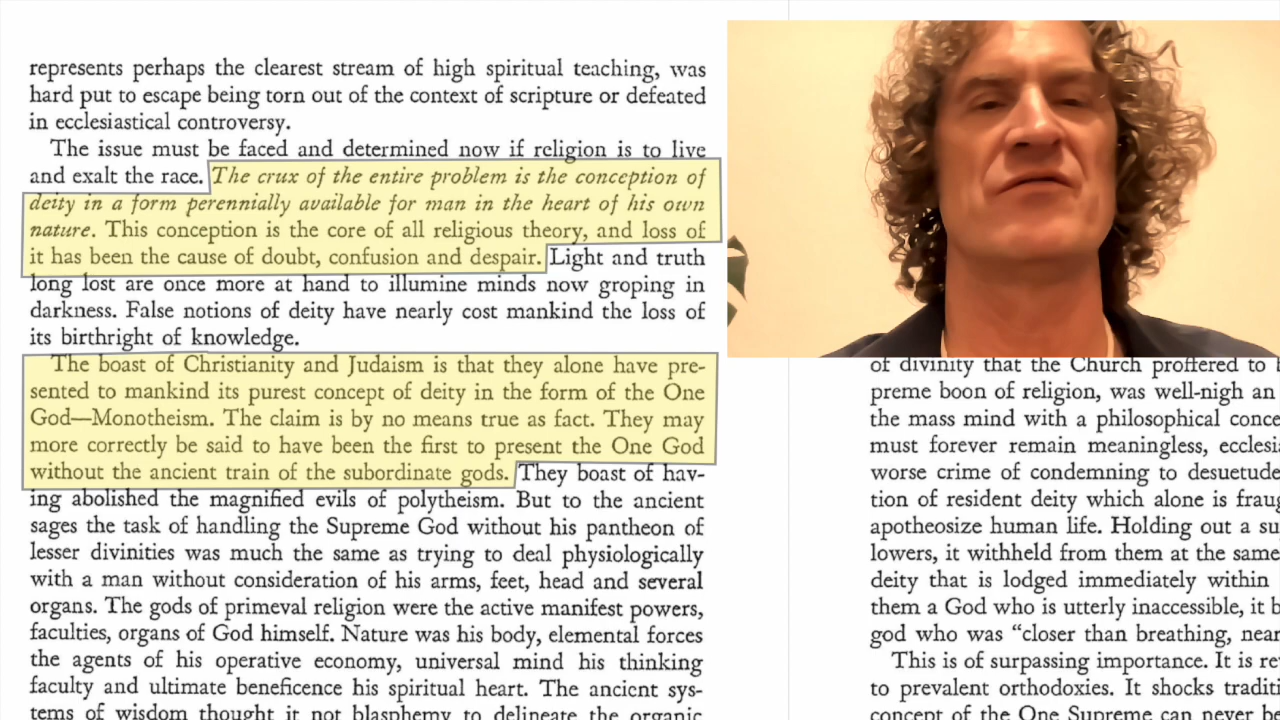 represents perhaps the clearest stream of high spiritual teaching, was
hard put to escape being torn out of the context of scripture or defeated
in ecclesiastical controversy.
The issue must be faced and determined now if religion is to live
and exalt the race. The crux of the entire problem is the conception of
deity in a form perennially available for man in the heart of his own
nature. This conception is the core of all religious theory, and loss of
it has been the cause of doubt, confusion and despair. Light and truth
long lost are once more at hand to illumine minds now groping in
darkness. False notions of deity have nearly cost mankind the loss of
its birthright of knowledge.
The boast of Christianity and Judaism is that they alone have pre-
sented to mankind its purest concept of deity in the form of the One
God—Monotheism. The claim is by no means true as fact. They may
more correctly be said to have been the first to present the One God
without the ancient train of the subordinate gods. They boast of hav-
ing abolished the magnified evils of polytheism. But to the ancient
sages the task of handling the Supreme God without his pantheon of
lesser divinities was much the same as trying to deal physiologically
with a man without consideration of his arms, feet, head and several
organs. The gods of primeval religion were the active manifest powers,
faculties, organs of God himself. Nature was his body, elemental forces
the agents of his operative economy, universal mind his thinking
faculty and ultimate beneficence his spiritual heart. The ancient sys-
tems of wisdom thought it not blasphemy to delineate the organic
of divinity that the Church proffered to
preme boon of religion, was well-nigh an
the mass mind with a philosophical conce
must forever remain meaningless, ecclesi
worse crime of condemning to desuetude
tion of resident deity which alone is fraug
apotheosize human life. Holding out a su
lowers, it withheld from them at the same
deity that is lodged immediately within
them a God who is utterly inaccessible, it
god who was “closer than breathing, near
This is of surpassing importance. It is re
to prevalent orthodoxies. It shocks traditi
concept of the One Supreme can never be